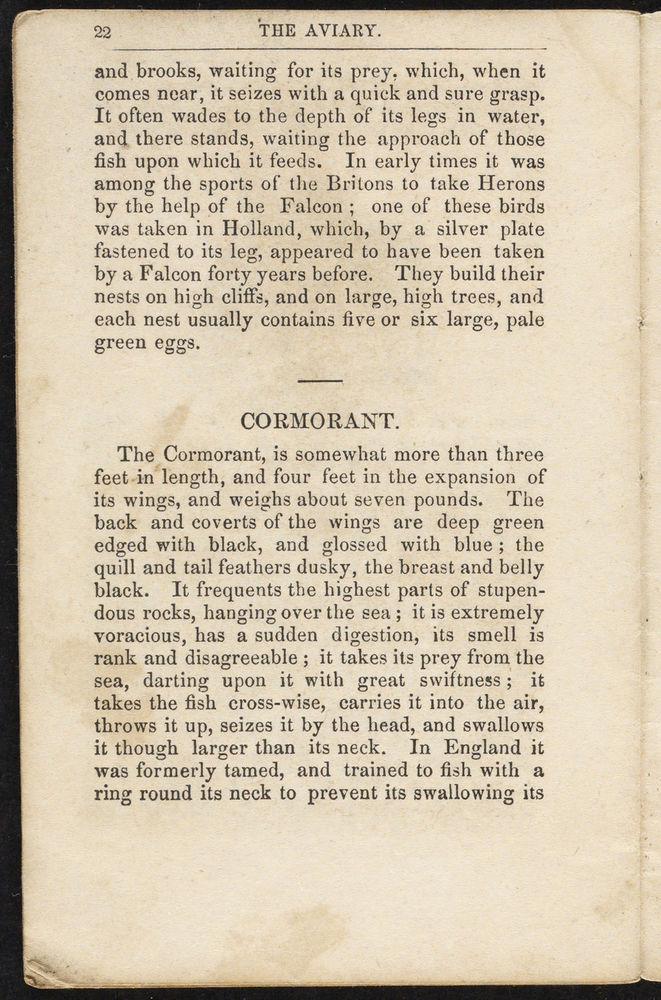 22 THE AVIARY.
and brooks, waiting for its prey, which, when it
comes near, it seizes with a quick and sure grasp.
It often wades to the depth of its legs in water,
and there stands, waiting the approach of those
fish upon which it feeds. In early times it was
among the sports of the Britons to take Herons
by the help of the Falcon ; one of these birds
was taken in Holland, which, by a silver plate
fastened to its leg, appeared to have been taken
by a Falcon forty years before. They build their
nests on high cliffs, and on large, high trees, and
each nest usually contains five or six large, pale
green eggs.
CORMORANT.
The Cormorant, is somewhat more than three
feet in length, and four feet in the expansion of
its wings, and weighs about seven pounds. The
back and coverts of the wings are deep green
edged with black, and glossed with blue ; the
quill and tail feathers dusky, the breast and belly
black. It frequents the highest parts of stupen-
dous rocks, hanging over the sea ; it is extremely
voracious, has a sudden digestion, its smell is
rank and disagreeable ; it takes its prey from the
sea, darting upon it with great swiftness ; it
takes the fish cross-wise, carries it into the air,
throws it up, seizes it by the head, and swallows
it though larger than its neck. In England it
was formerly tamed, and trained to fish with a
ring round its neck to prevent its swallowing its